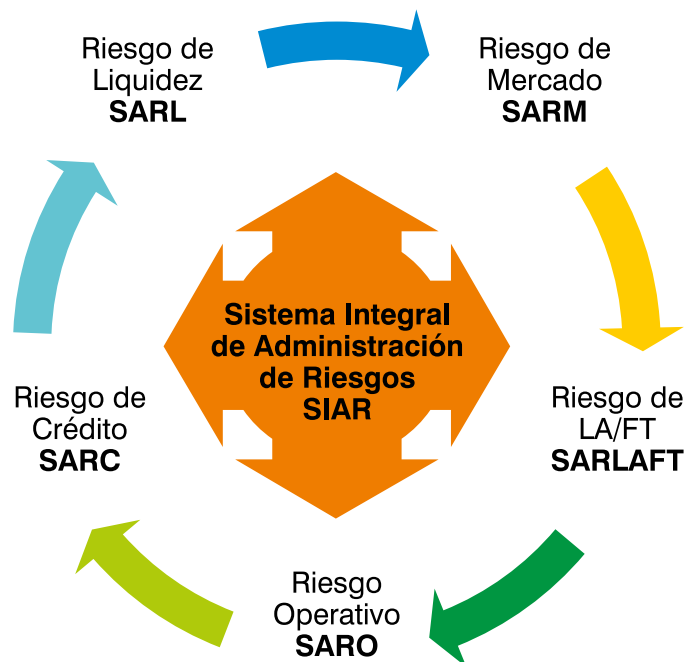 Riesgo de
Liquidez
SARL
Riesgo de
Mercado
SARM
Sistema Integral
de Administración
de Riesgos
SIAR
Riesgo de
Crédito
SARC
Riesgo de
LA/FT
SARLAFT
Riesgo
Operativo
SARO